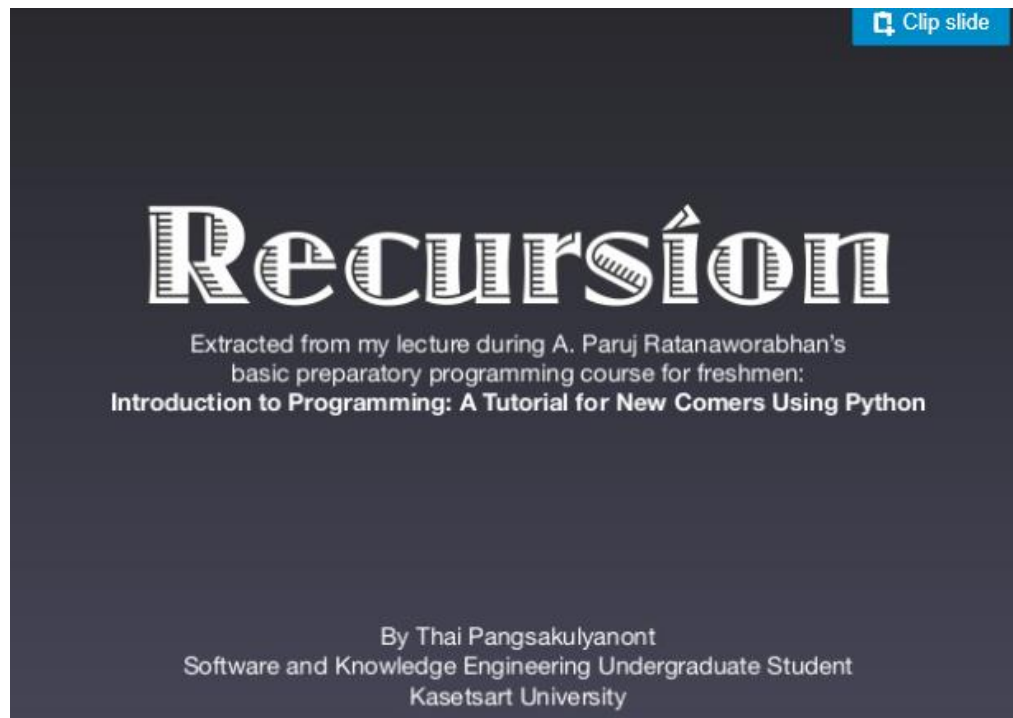 Clip slide
Recursion
Extracted from my lecture during A. Paruj Ratanaworabhan's
basic preparatory programming course for freshmen:
Introduction to Programming: A Tutorial for New Comers Using Python
By Thai Pangsakulyanont
Software and Knowledge Engineering Undergraduate Student
Kasetsart University